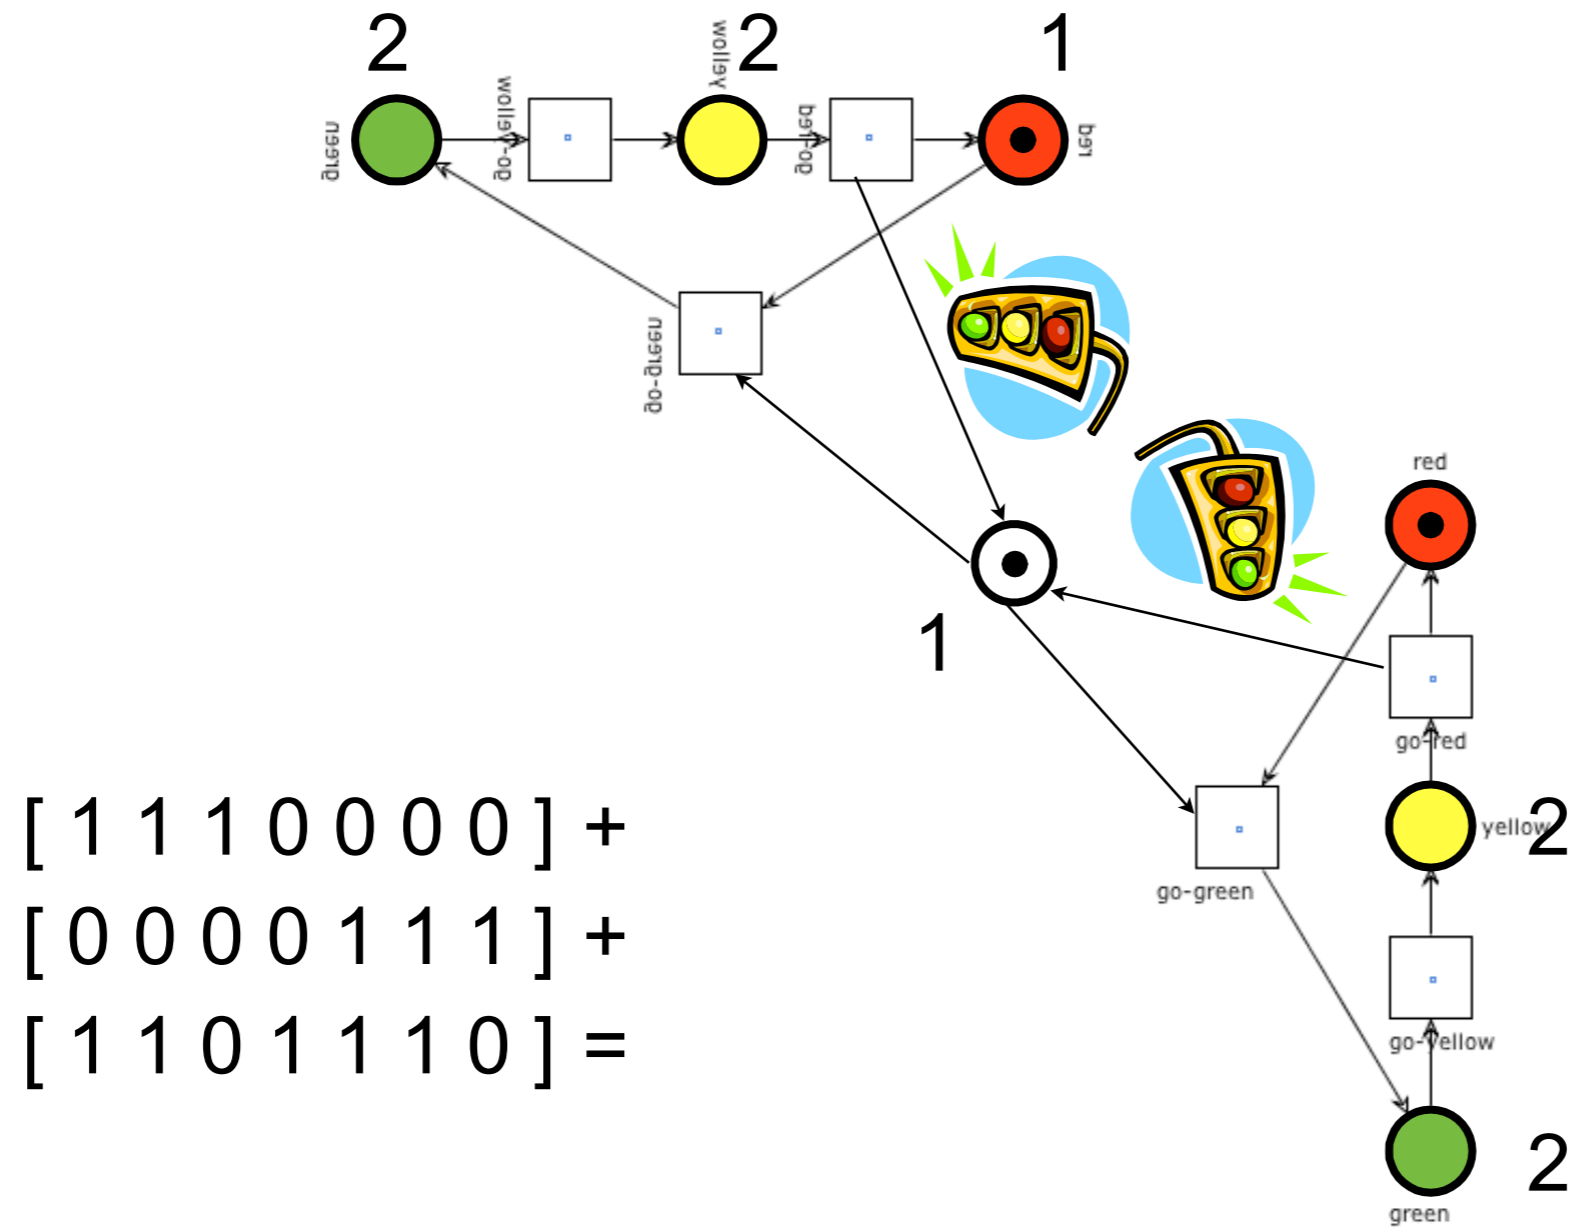 2 2 1
yellow
green go-yellow go-red red
go-green
red
1
go-red
[ 1 1 1 0 0 0 0 ] +
yellow 2
go-green
[ 0 0 0 0 1 1 1 ] +
[ 1 1 0 1 1 1 0 ] =
go-yellow
2
green